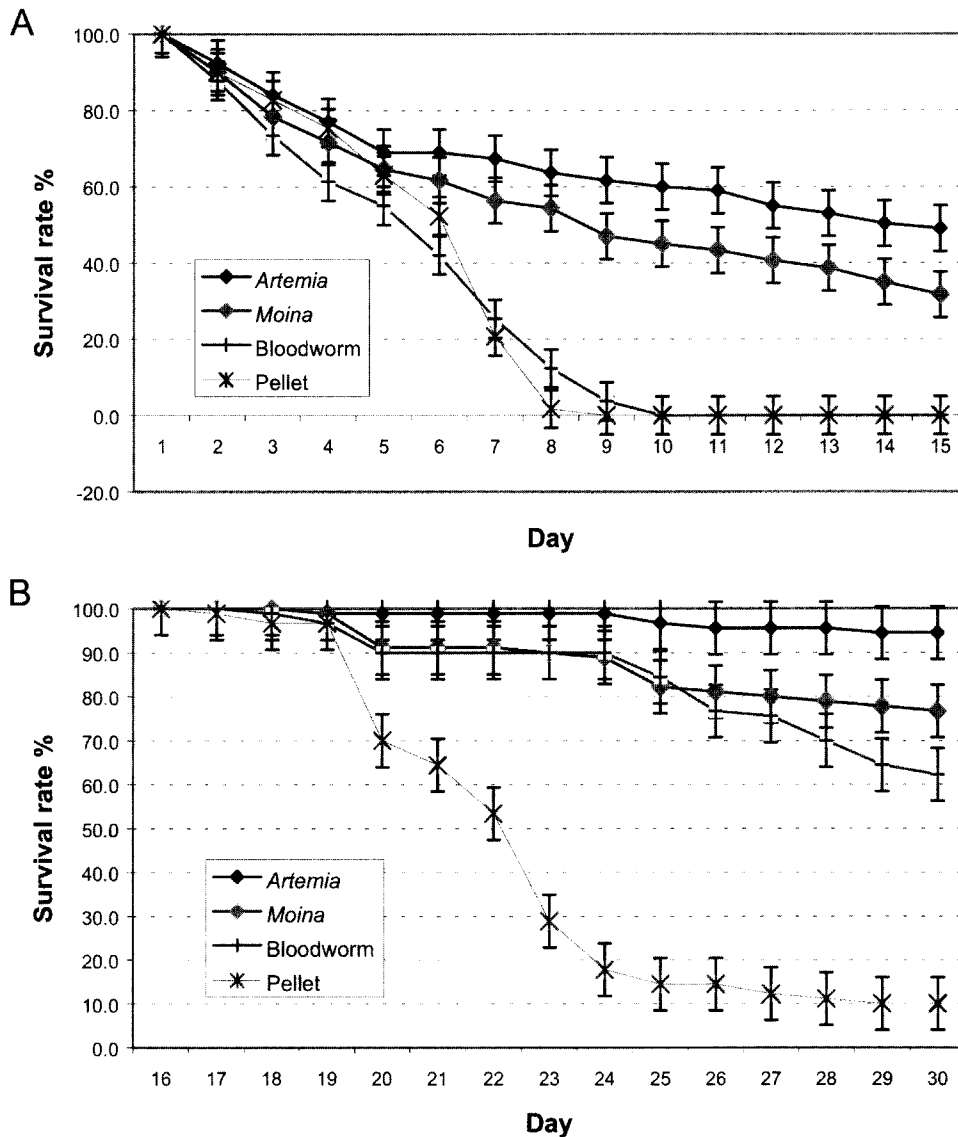 A
Survival rate %
100.0
80.0
60.0
40.0
20.0
0.0
-20.0
Artemia
Moina
Bloodworm
Pellet
1 2 3 4 5 6 7 8 9 10 11 12 13 14 15
Day
B
Survival rate %
100.0
90.0
80.0
70.0
60.0
50.0
40.0
30.0
20.0
10.0
0.0
Artemia
Moina
Bloodworm
Pellet
16 17 18 19 20 21 22 23 24 25 26 27 28 29 30
Day